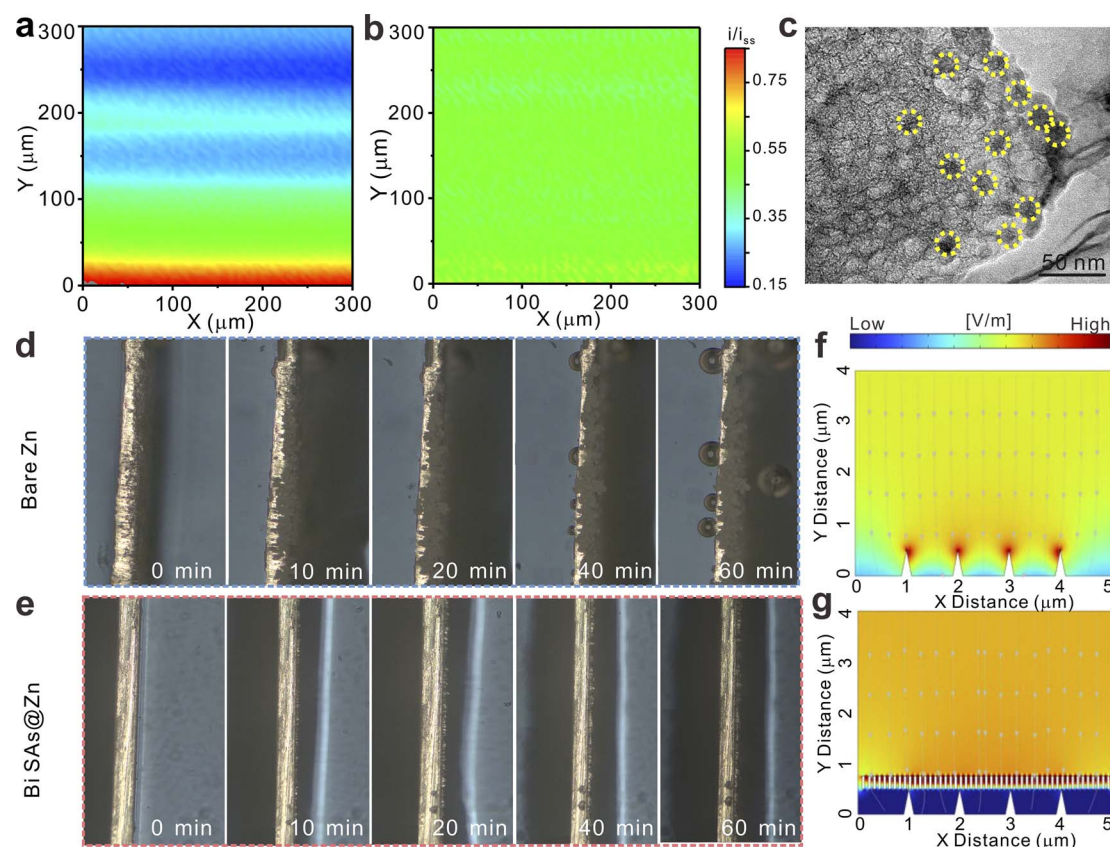 a
300
200
100
0
Y (μm)
0
100
200
300
X (μm)
b
300
200
100
0
Y (μm)
0
100
200
300
X (μm)
i/iss
0.75
0.55
0.35
0.15
c
50 nm
d
Bare Zn
0 min
10 min
20 min
40 min
60 min
e
Bi SAs@Zn
0 min
10 min
20 min
40 min
60 min
Low [V/m] High
f
4
3
2
1
0
Y Distance (μm)
0 1 2 3 4 5
X Distance (μm)
g
4
3
2
1
0
Y Distance (μm)
0 1 2 3 4 5
X Distance (μm)